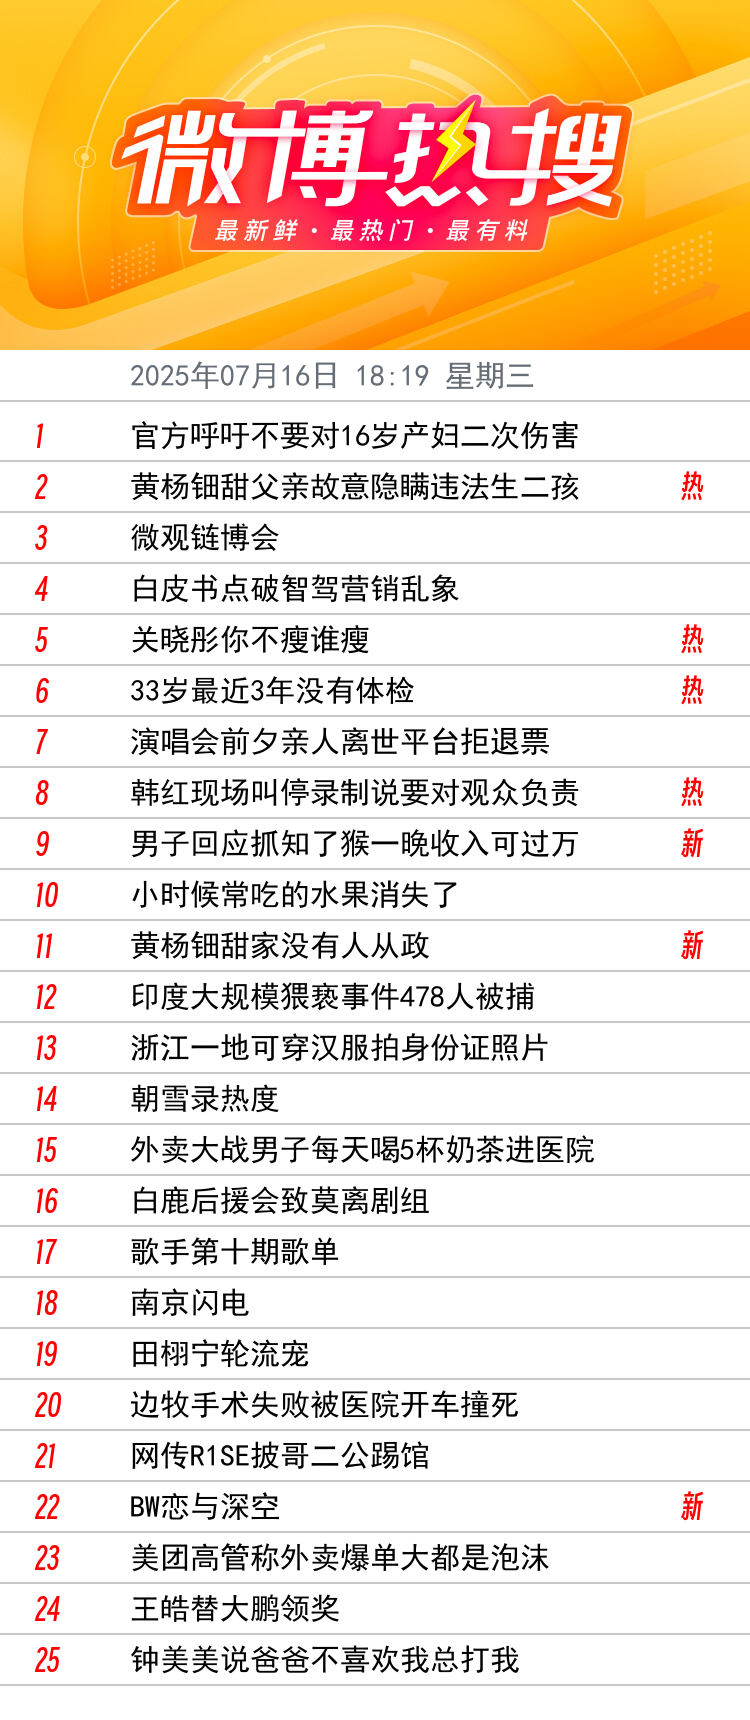 微博热搜
最新鲜·最热门·最有料
2025年07月16日 18:19 星期三
1 官方呼吁不要对16岁产妇二次伤害
2 黄杨钿甜父亲故意隐瞒违法生二孩 热
3 微观链博会
4 白皮书点破智驾营销乱象
5 关晓彤你不瘦谁瘦 热
6 33岁最近3年没有体检 热
7 演唱会前夕亲人离世平台拒退票
8 韩红现场叫停录制说要对观众负责 热
9 男子回应抓知了猴一晚收入可过万 新
10 小时候常吃的水果消失了
11 黄杨钿甜家没有人从政 新
12 印度大规模猥亵事件478人被捕
13 浙江一地可穿汉服拍身份证照片
14 朝雪录热度
15 外卖大战男子每天喝5杯奶茶进医院
16 白鹿后援会致莫离剧组
17 歌手第十期歌单
18 南京闪电
19 田栩宁轮流宠
20 边牧手术失败被医院开车撞死
21 网传R1SE披哥二公踢馆
22 BW恋与深空 新
23 美团高管称外卖爆单大都是泡沫
24 王皓替大鹏领奖
25 钟美美说爸爸不喜欢我总打我